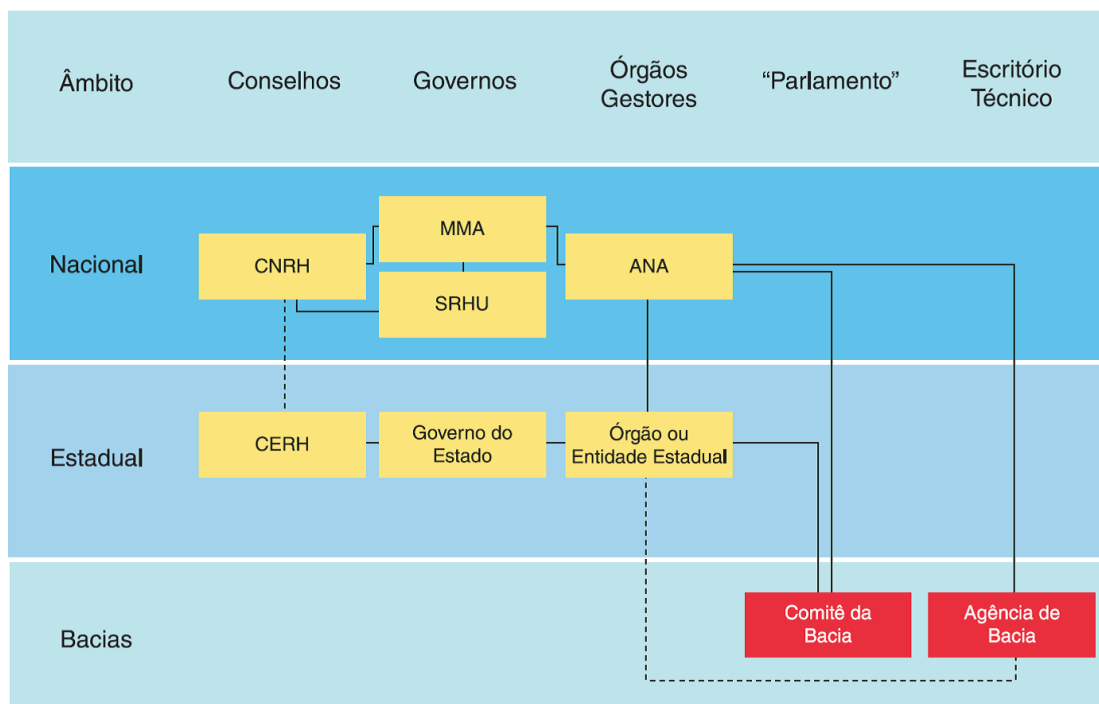 Âmbito
Conselhos
Governos
Órgãos
Gestores
“Parlamento”
Escritório
Técnico
Nacional
CNRH
MMA
SRHU
ANA
Estadual
CERH
Governo do
Estado
Órgão ou
Entidade Estadual
Bacias
Comitê da
Bacia
Agência de
Bacia